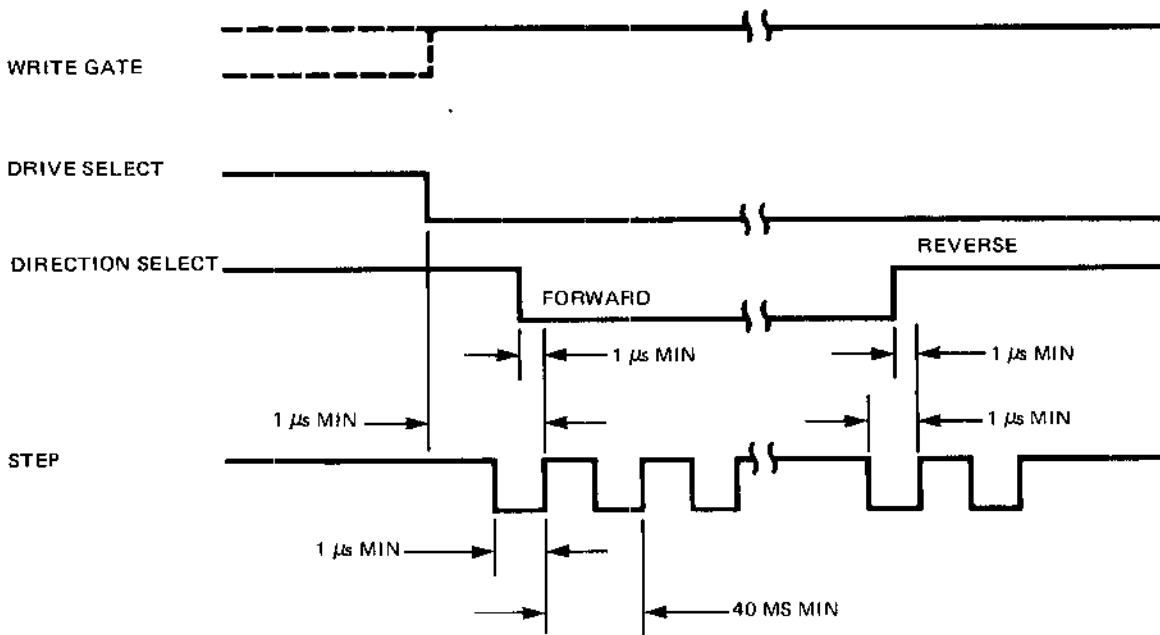 WRITE GATE
DRIVE SELECT
REVERSE
DIRECTION SELECT
FORWARD
1 μs MIN
1 μs MIN
1 μs MIN
1 μs MIN
STEP
1 μs MIN
40 MS MIN